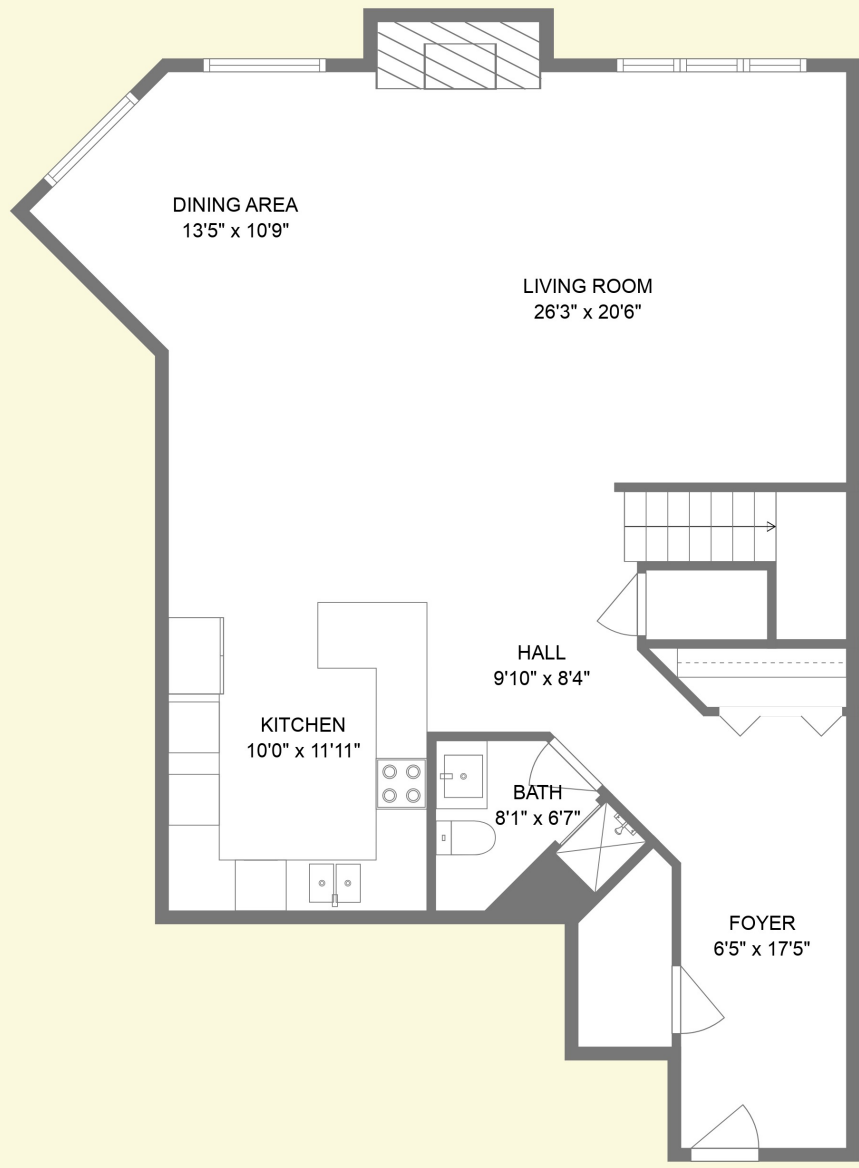 DINING AREA
13'5" x 10'9"
LIVING ROOM
26'3" x 20'6"
HALL
9'10" x 8'4"
KITCHEN
10'0" x 11'11"
BATH
8'1" x 6'7"
FOYER
6'5" x 17'5"